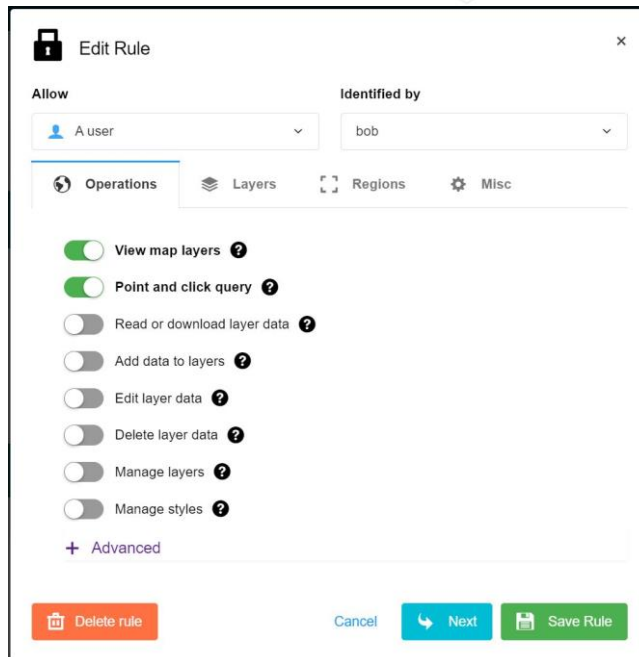 Edit Rule
×
Allow
Identified by
A user
bob
Operations
Layers
Regions
Misc
View map layers ?
Point and click query ?
Read or download layer data ?
Add data to layers ?
Edit layer data ?
Delete layer data ?
Manage layers ?
Manage styles ?
+ Advanced
Delete rule
Cancel
Next
Save Rule